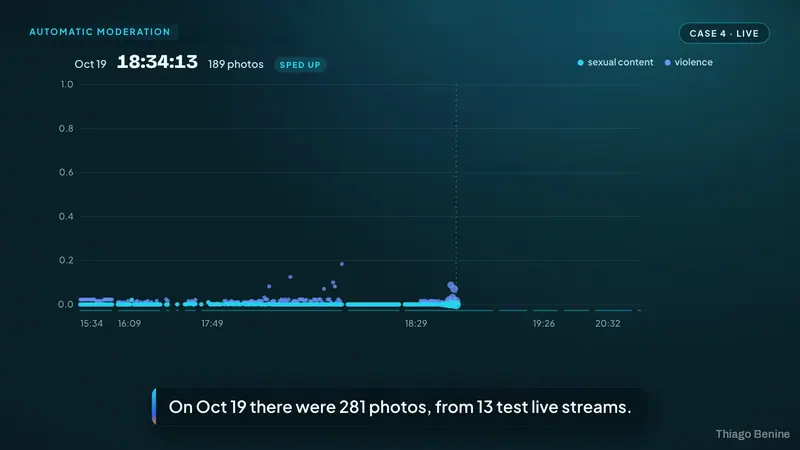 AUTOMATIC MODERATION
CASE 4 · LIVE
Oct 19 18:34:13 189 photos SPED UP
sexual content violence
1.0
0.8
0.6
0.4
0.2
0.0
15:34 16:09 17:49 18:29 19:26 20:32
On Oct 19 there were 281 photos, from 13 test live streams.
Thiago Benine